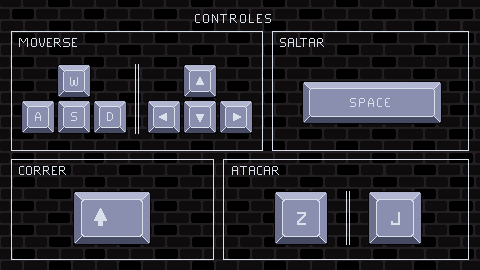 CONTROLES
MOVERSE
W
A S D
SALTAR
SPACE
CORRER
ATACAR
Z J